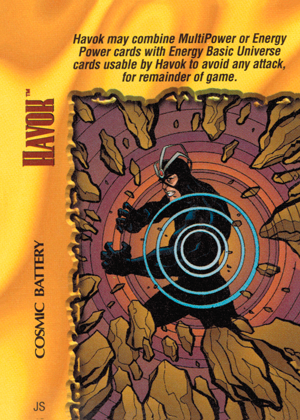 Havok may combine MultiPower or Energy
Power cards with Energy Basic Universe
cards usable by Havok to avoid any attack,
for remainder of game.
HAVOK™
COSMIC BATTERY
JS